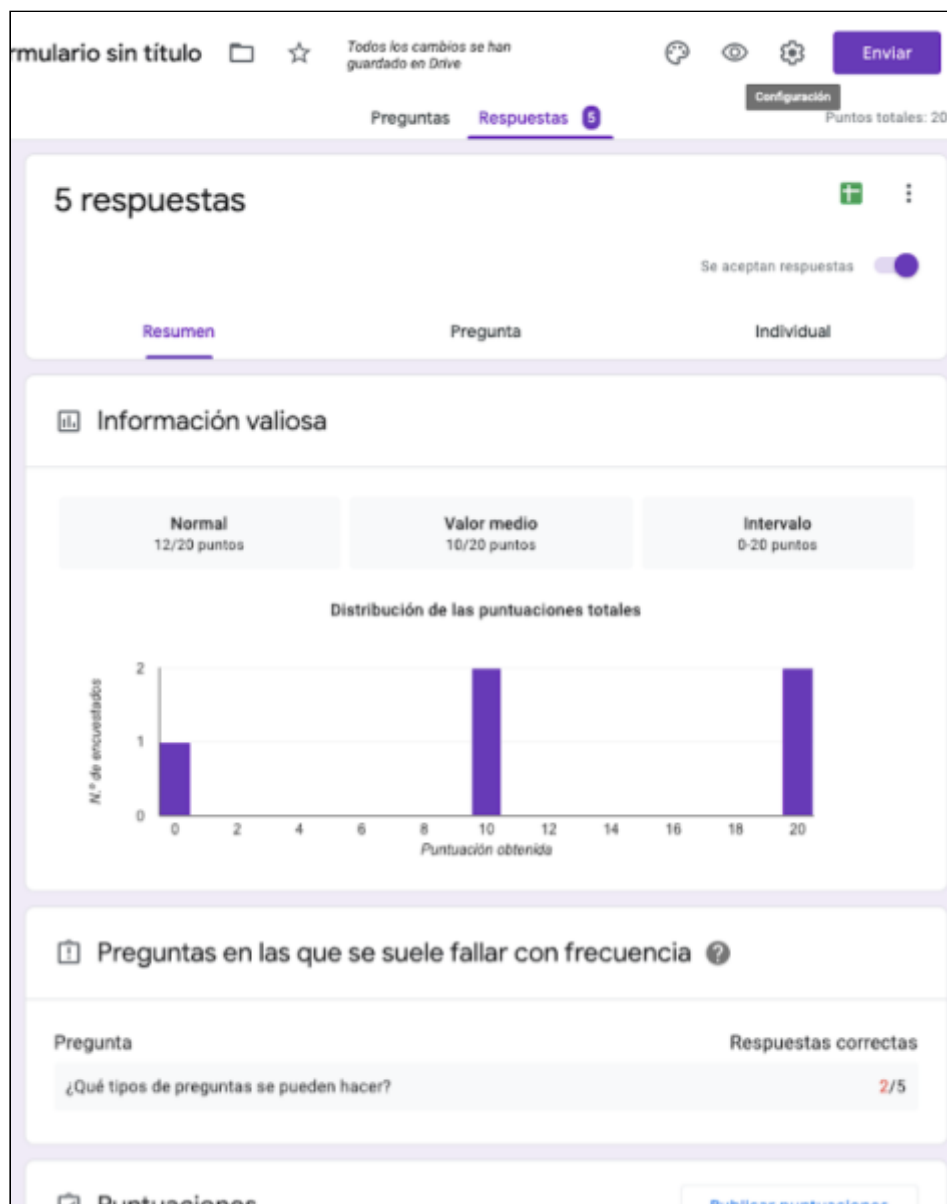 rmulario sin título
Todos los cambios se han
guardado en Drive
Enviar
Configuración
Preguntas Respuestas 5
Puntos totales: 20
5 respuestas
Se aceptan respuestas
Resumen Pregunta Individual
Información valiosa
Normal Valor medio Intervalo
12/20 puntos 10/20 puntos 0-20 puntos
Distribución de las puntuaciones totales
N.º de encuestados
2
1
0
0 2 4 6 8 10 12 14 16 18 20
Puntuación obtenida
Preguntas en las que se suele fallar con frecuencia ?
Pregunta Respuestas correctas
¿Qué tipos de preguntas se pueden hacer? 2/5
Puntuaciones Publicar puntuaciones